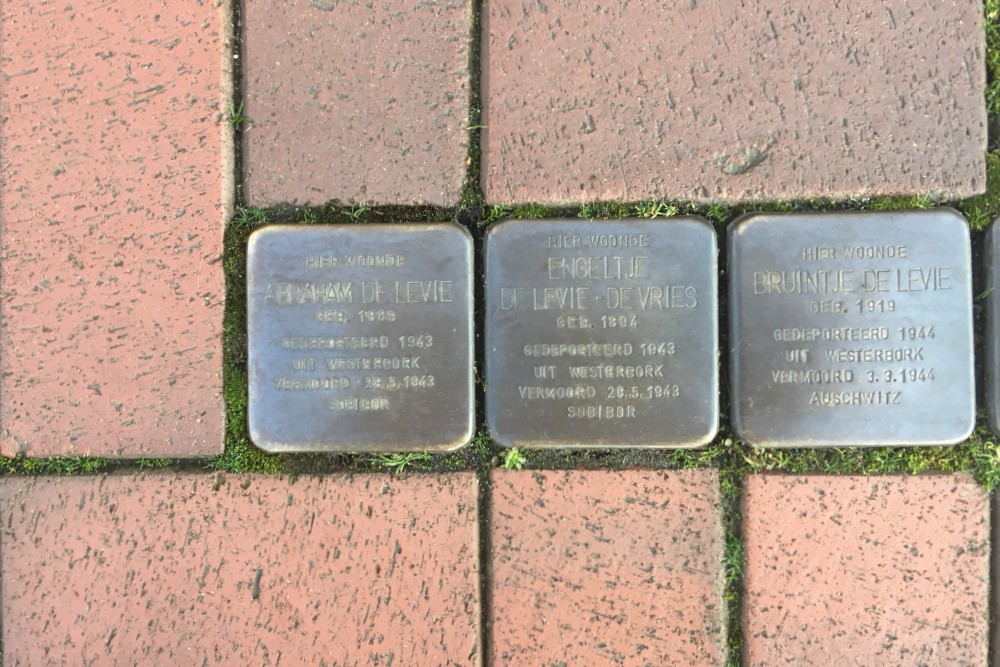 HIER WOONDE
ABRAHAM DE LEVIE
GEB. 1889
GEDEPORTEERD 1943
UIT WESTERBORK
VERMOORD 28.5.1943
SOBIBOR
HIER WOONDE
ENGELTJE
DE LEVIE - DE VRIES
GEB. 1894
GEDEPORTEERD 1943
UIT WESTERBORK
VERMOORD 28.5.1943
SOBIBOR
HIER WOONDE
BRUINTJE DE LEVIE
GEB. 1919
GEDEPORTEERD 1944
UIT WESTERBORK
VERMOORD 3.3.1944
AUSCHWITZ